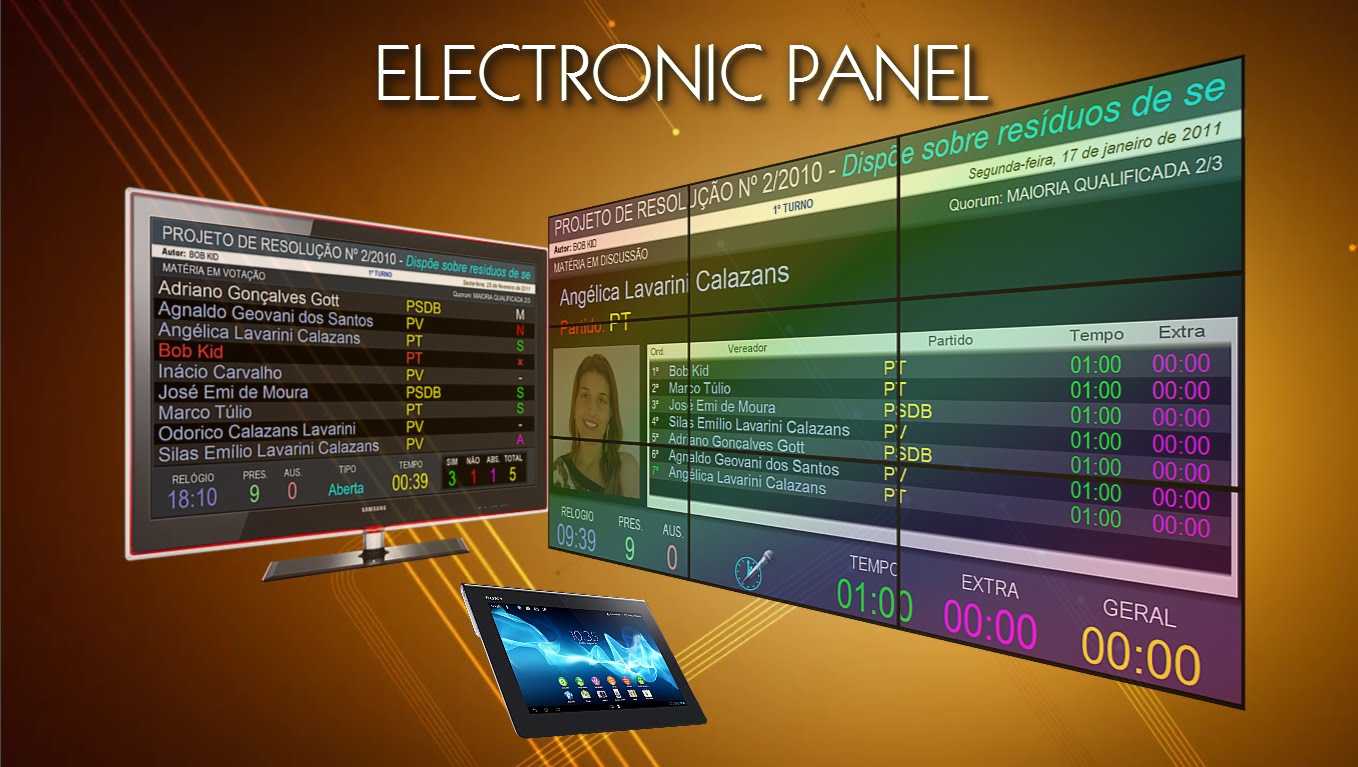 ELECTRONIC PANEL
PROJETO DE RESOLUÇÃO Nº 2/2010 - Dispõe sobre resíduos de se
Autor: BOB KID
1º TURNO
MATÉRIA EM VOTAÇÃO
Quorum: MAIORIA QUALIFICADA 2/3
Adriano Gonçalves Gott PSDB M
Agnaldo Geovani dos Santos PV N
Angélica Lavarini Calazans PT S
Bob Kid PT x
Inácio Carvalho PV -
José Emi de Moura PSDB S
Marco Túlio PT S
Odorico Calazans Lavarini PV -
Silas Emílio Lavarini Calazans PV A
RELÓGIO PRES. AUS. TIPO TEMPO SIM NÃO ABS. TOTAL
18:10 9 0 Aberta 00:39 3 1 1 5
SAMSUNG
PROJETO DE RESOLUÇÃO Nº 2/2010 - Dispõe sobre resíduos de se
Autor: BOB KID
1º TURNO
Segunda-feira, 17 de janeiro de 2011
MATÉRIA EM DISCUSSÃO
Quorum: MAIORIA QUALIFICADA 2/3
Angélica Lavarini Calazans
Partido: PT
Ord. Vereador Partido Tempo Extra
1º Bob Kid PT 01:00 00:00
2º Marco Túlio PT 01:00 00:00
3º José Emi de Moura PSDB 01:00 00:00
4º Silas Emílio Lavarini Calazans PV 01:00 00:00
5º Adriano Goncalves Gott PSDB 01:00 00:00
6º Agnaldo Geovani dos Santos PV 01:00 00:00
7º Angélica Lavarini Calazans PT 01:00 00:00
RELOGIO PRES. AUS. TEMPO EXTRA GERAL
09:39 9 0 01:00 00:00 00:00
SONY
10:39